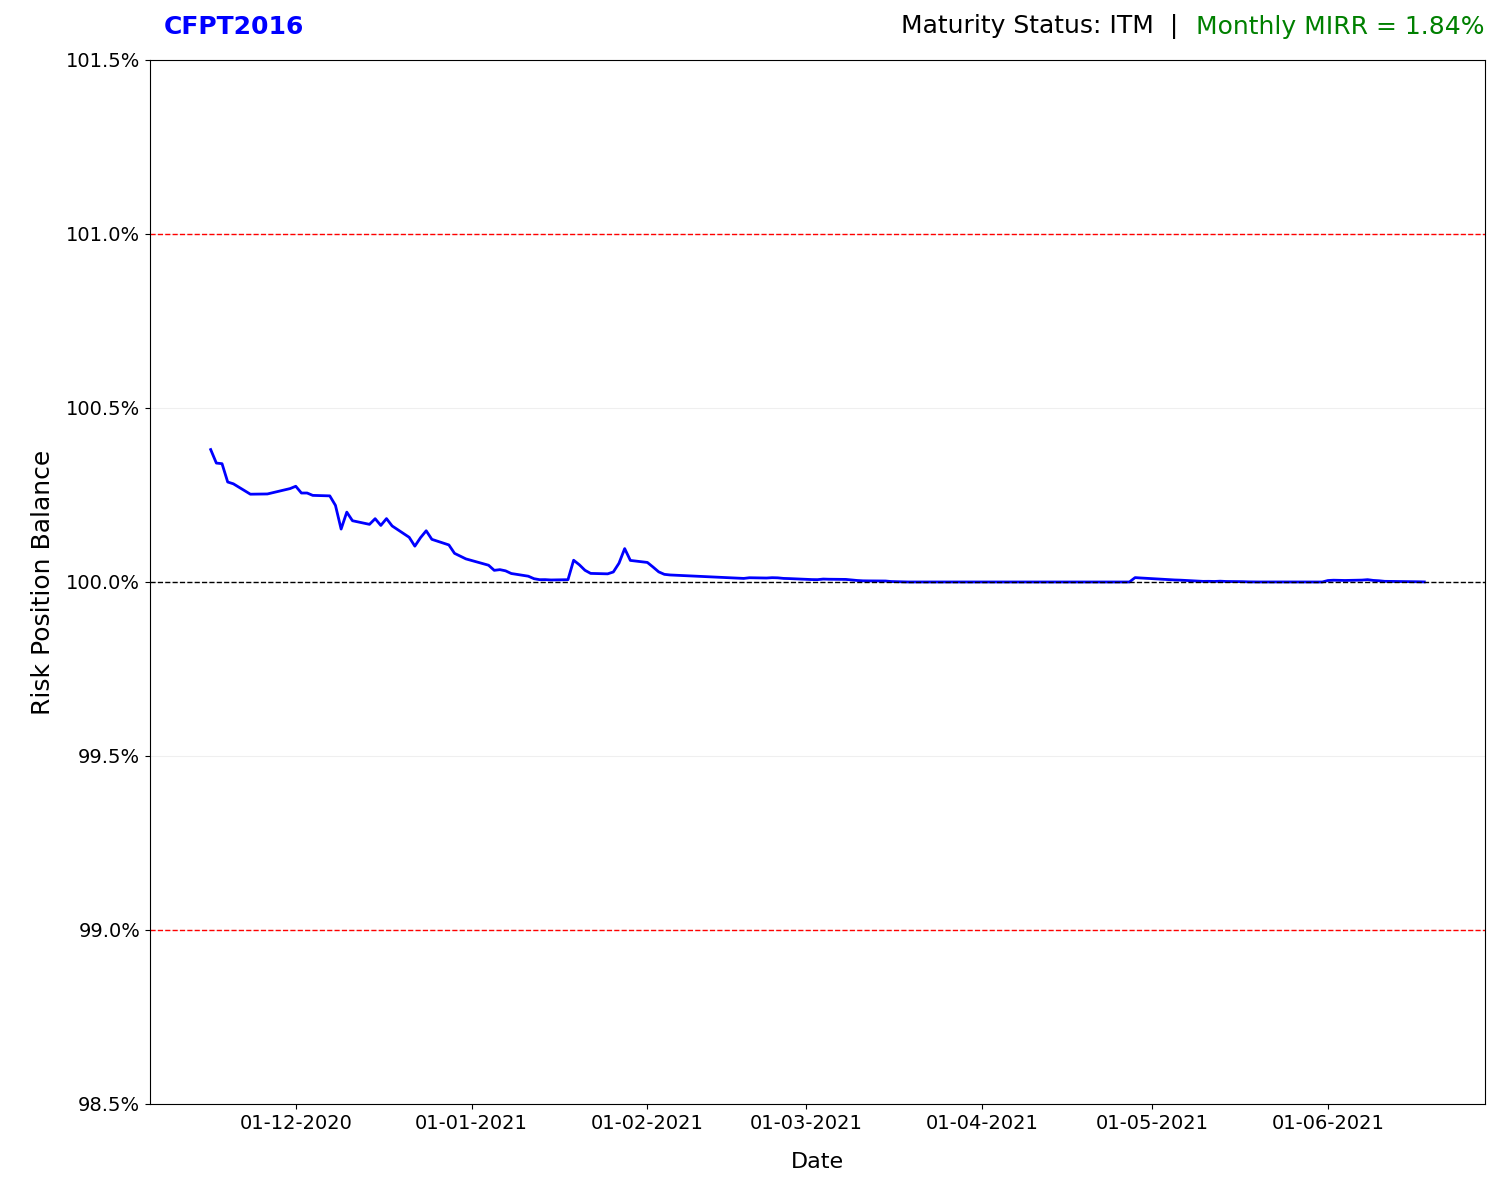 CFPT2016
Maturity Status: ITM | Monthly MIRR = 1.84%
101.5%
101.0%
100.5%
100.0%
99.5%
99.0%
98.5%
Risk Position Balance
01-12-2020 01-01-2021 01-02-2021 01-03-2021 01-04-2021 01-05-2021 01-06-2021
Date